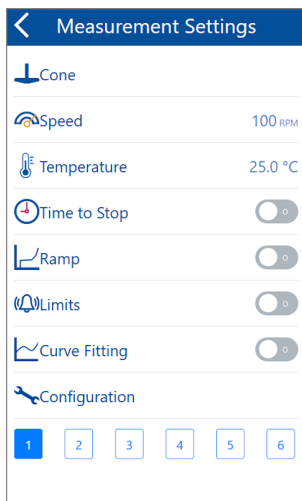 Measurement Settings
Cone
Speed 100 RPM
Temperature 25.0 °C
Time to Stop
Ramp
Limits
Curve Fitting
Configuration
1 2 3 4 5 6